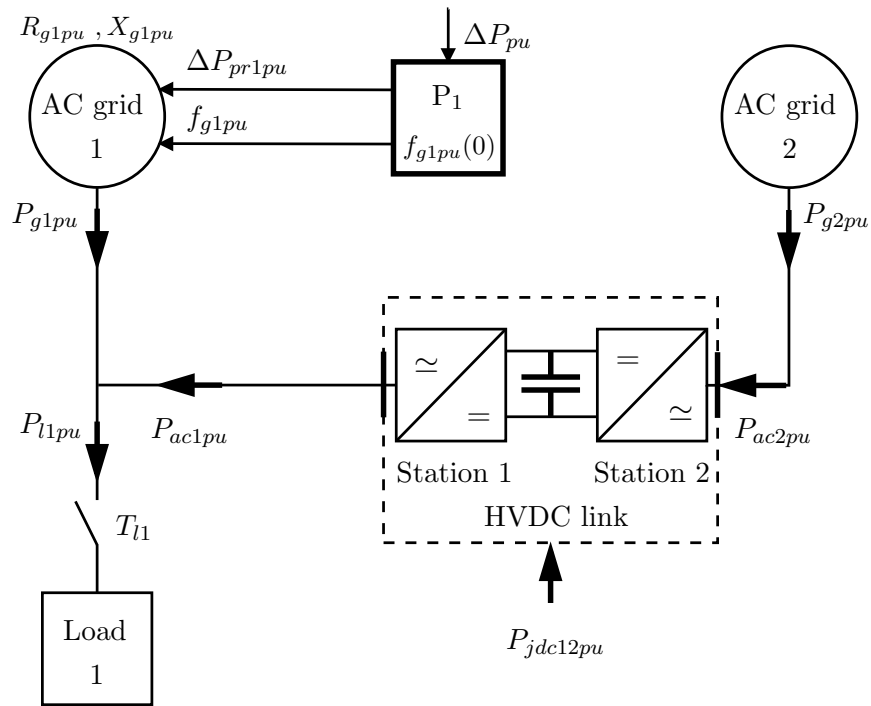 R_{g1pu} , X_{g1pu}
ΔP_{pu}
ΔP_{pr1pu}
P_1
AC grid
1
f_{g1pu}
f_{g1pu}(0)
AC grid
2
P_{g1pu}
P_{g2pu}
≃
=
=
≃
P_{l1pu}
P_{ac1pu}
P_{ac2pu}
Station 1
Station 2
HVDC link
T_{l1}
Load
1
P_{jdc12pu}